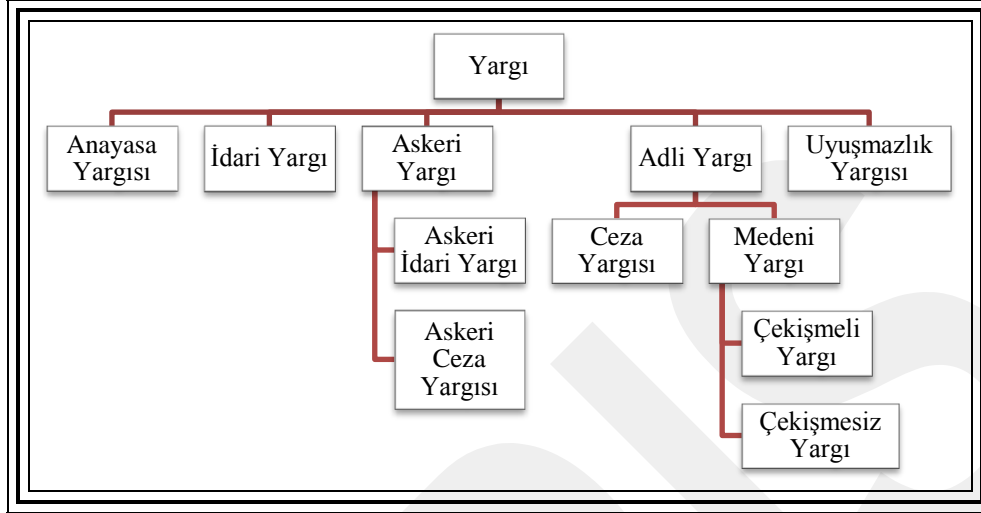 Yargı
Anayasa
Yargısı
İdari Yargı
Askeri
Yargı
Askeri
İdari Yargı
Askeri
Ceza
Yargısı
Adli Yargı
Ceza
Yargısı
Medeni
Yargı
Çekişmeli
Yargı
Çekişmesiz
Yargı
Uyuşmazlık
Yargısı